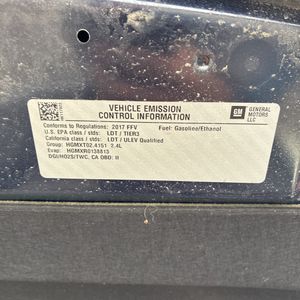 VEHICLE EMISSION
CONTROL INFORMATION
GM
GENERAL
MOTORS
LLC
Conforms to Regulations: 2017 FFV Fuel: Gasoline/Ethanol
U.S. EPA class / stds: LDT / TIER3
California class / stds: LDT / ULEV Qualified
Group: HGMXT02.4151 2.4L
Evap: HGMXR0138813
DGI/HO2S/TWC, CA OBD: II